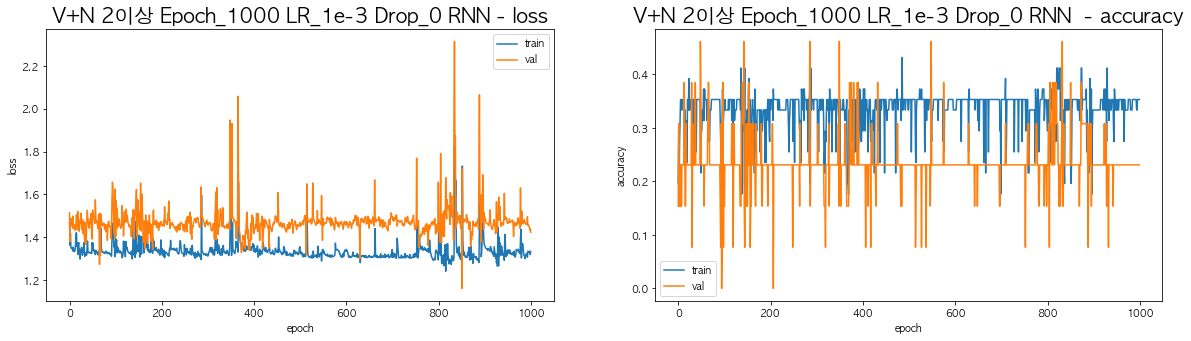 V+N 2이상 Epoch_1000 LR_1e-3 Drop_0 RNN - loss
train
val
2.2
2.0
1.8
1.6
1.4
1.2
loss
0 200 400 600 800 1000
epoch
V+N 2이상 Epoch_1000 LR_1e-3 Drop_0 RNN - accuracy
0.4
0.3
0.2
0.1
0.0
accuracy
train
val
0 200 400 600 800 1000
epoch